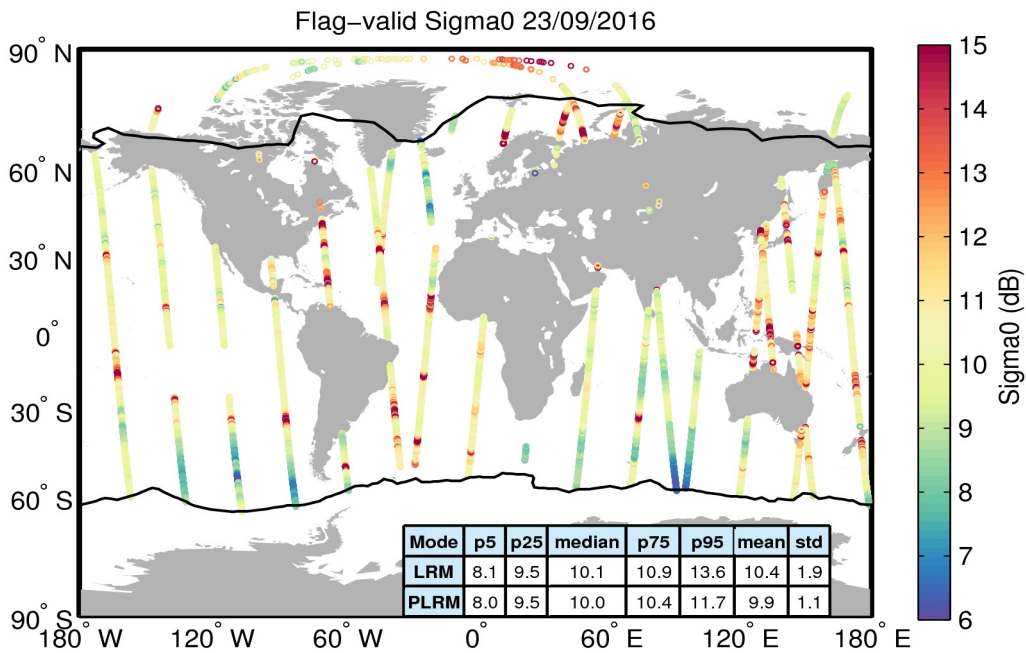 Flag−valid Sigma0 23/09/2016
90° N
60° N
30° N
0°
30° S
60° S
90° S
180° W
120° W
60° W
0°
60° E
120° E
180° E
15
14
13
12
11
10
9
8
7
6
Sigma0 (dB)
Mode p5 p25 median p75 p95 mean std
LRM 8.1 9.5 10.1 10.9 13.6 10.4 1.9
PLRM 8.0 9.5 10.0 10.4 11.7 9.9 1.1